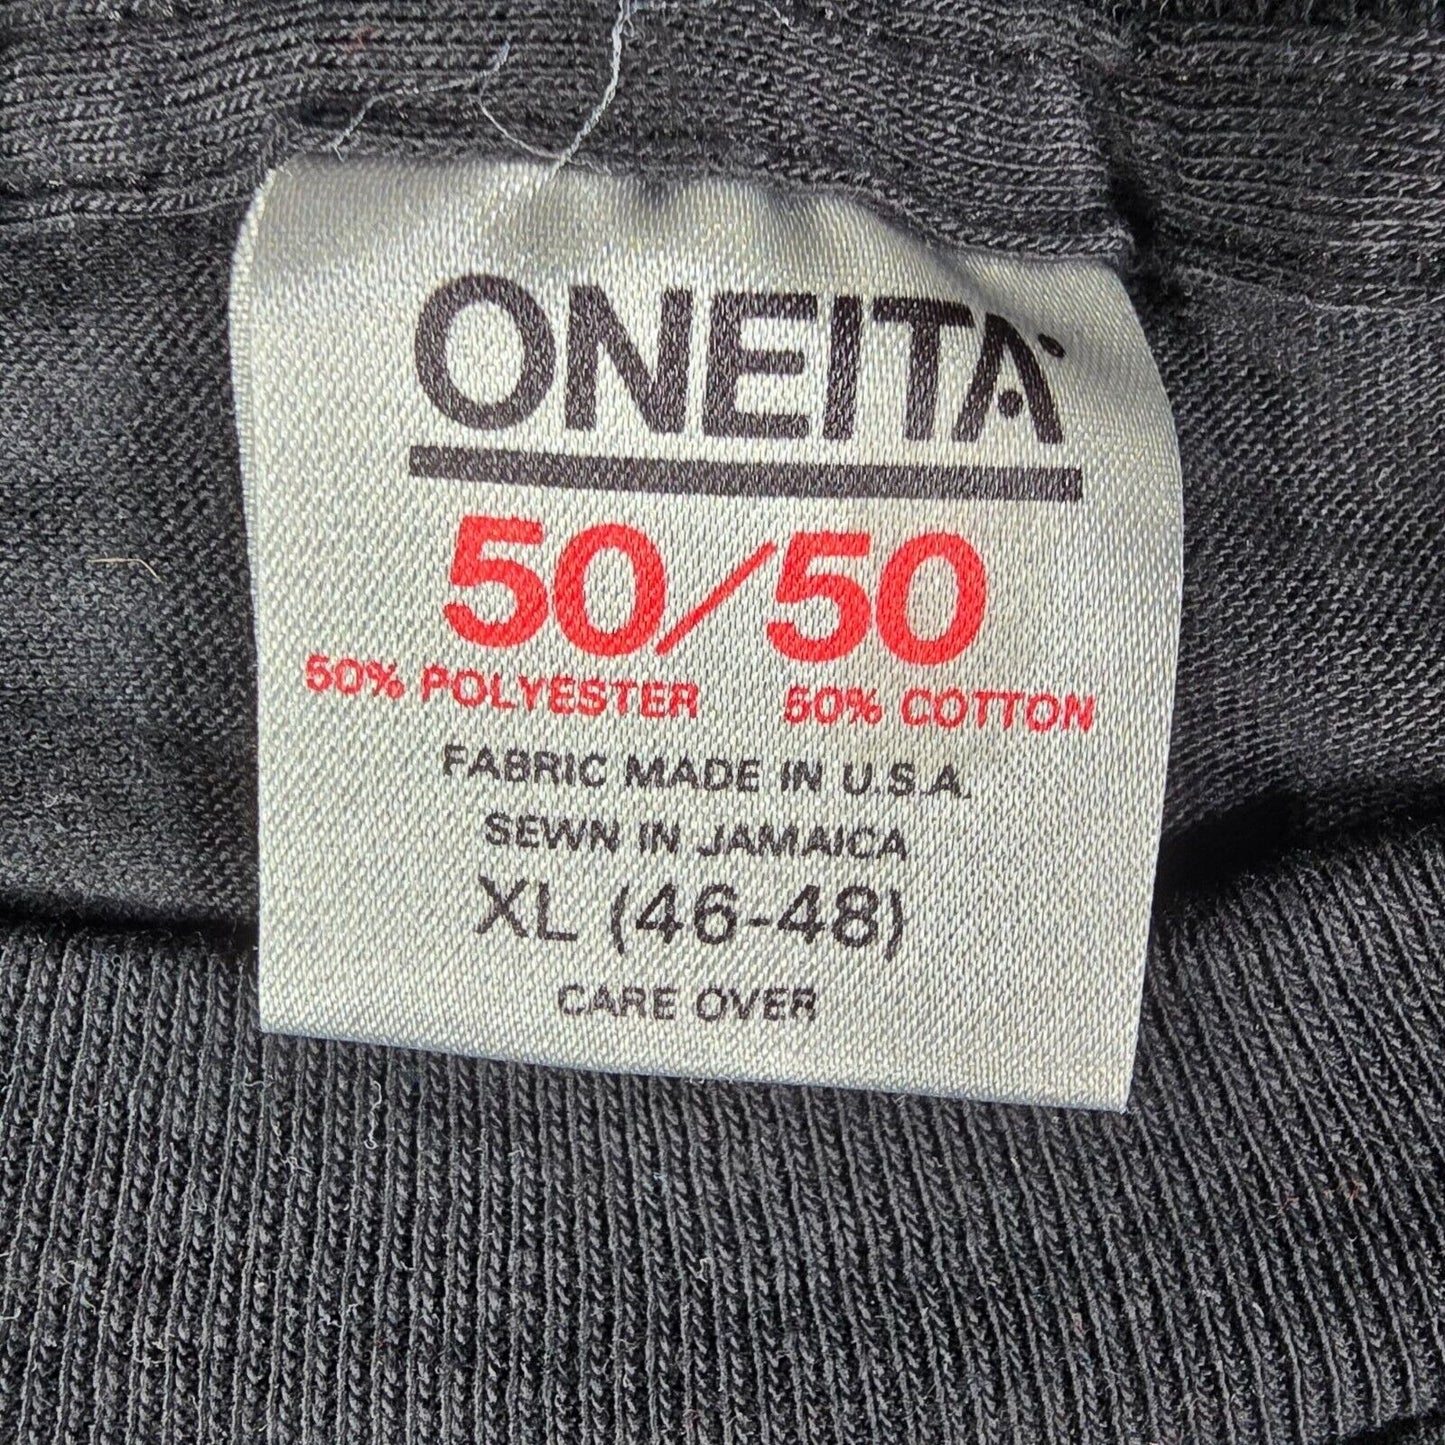 ONEITA
50/50
50% POLYESTER 50% COTTON
FABRIC MADE IN U.S.A.
SEWN IN JAMAICA
XL (46-48)
CARE OVER